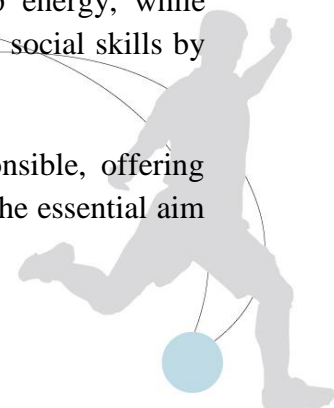 energy, while
social skills by
onsible, offering
he essential aim